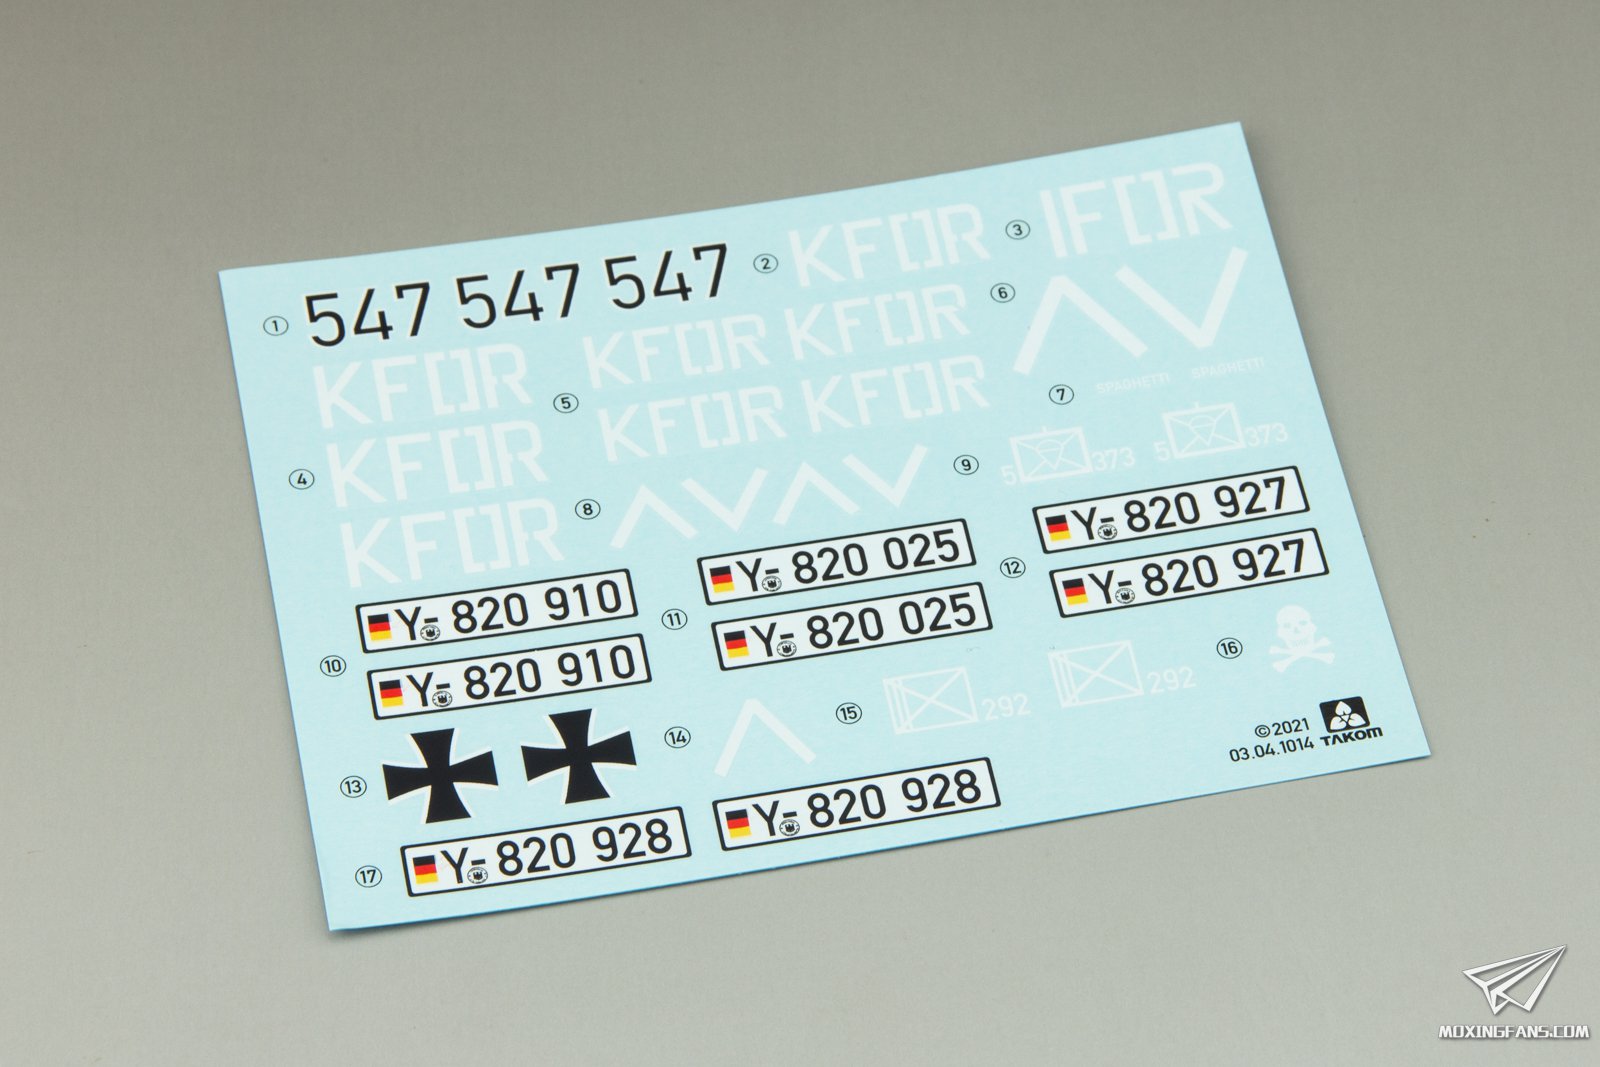 ① 547 547 547
② KFOR
③ IFOR
KFOR
④ KFOR
KFOR
⑤ KFOR KFOR
KFOR KFOR
⑥
⑦ SPAGHETTI SPAGHETTI
⑧
⑨ 5 373 5 373
⑩ Y- 820 910
Y- 820 910
⑪ Y- 820 025
Y- 820 025
⑫ Y- 820 927
Y- 820 927
⑬
⑭
⑮ 292 292
⑯
⑰ Y- 820 928 Y- 820 928
©2021
03.04.1014 TAKOM
MOXINGFANS.COM